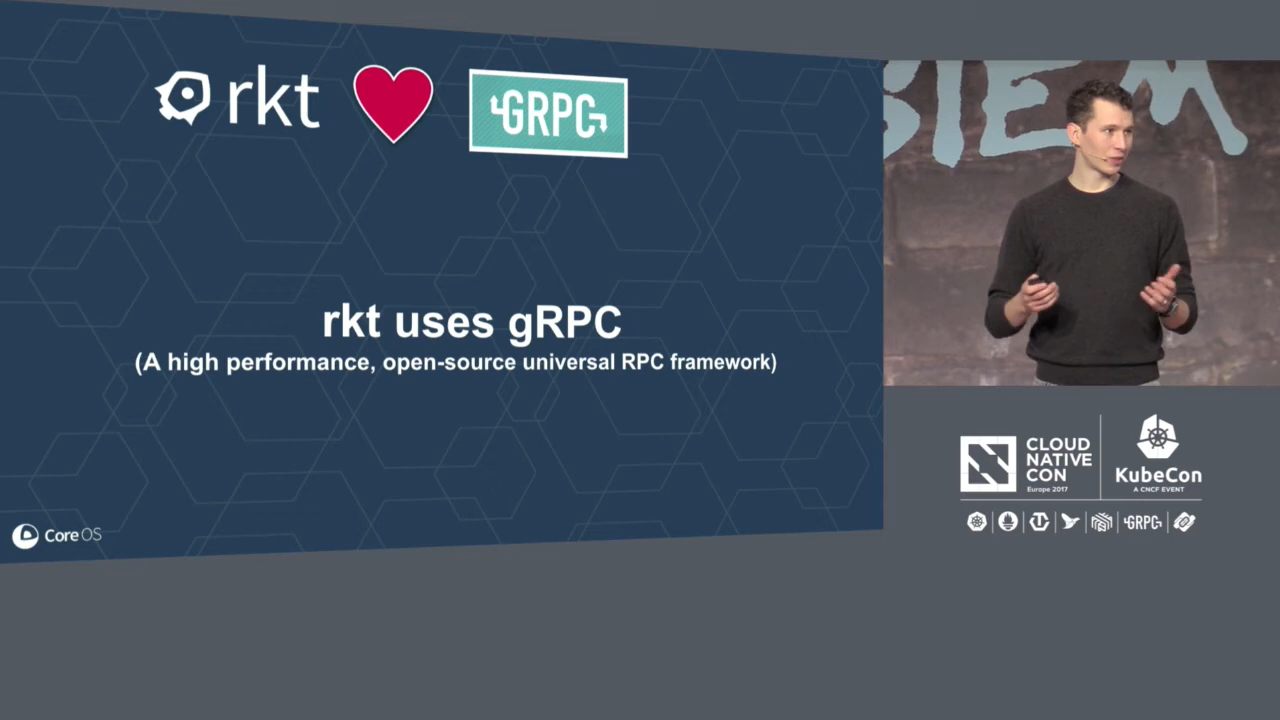 rkt
GRPC
rkt uses gRPC
(A high performance, open-source universal RPC framework)
CoreOS
STEM
CLOUD
NATIVE
CON
Europe 2017
KubeCon
A CNCF EVENT
GRPC